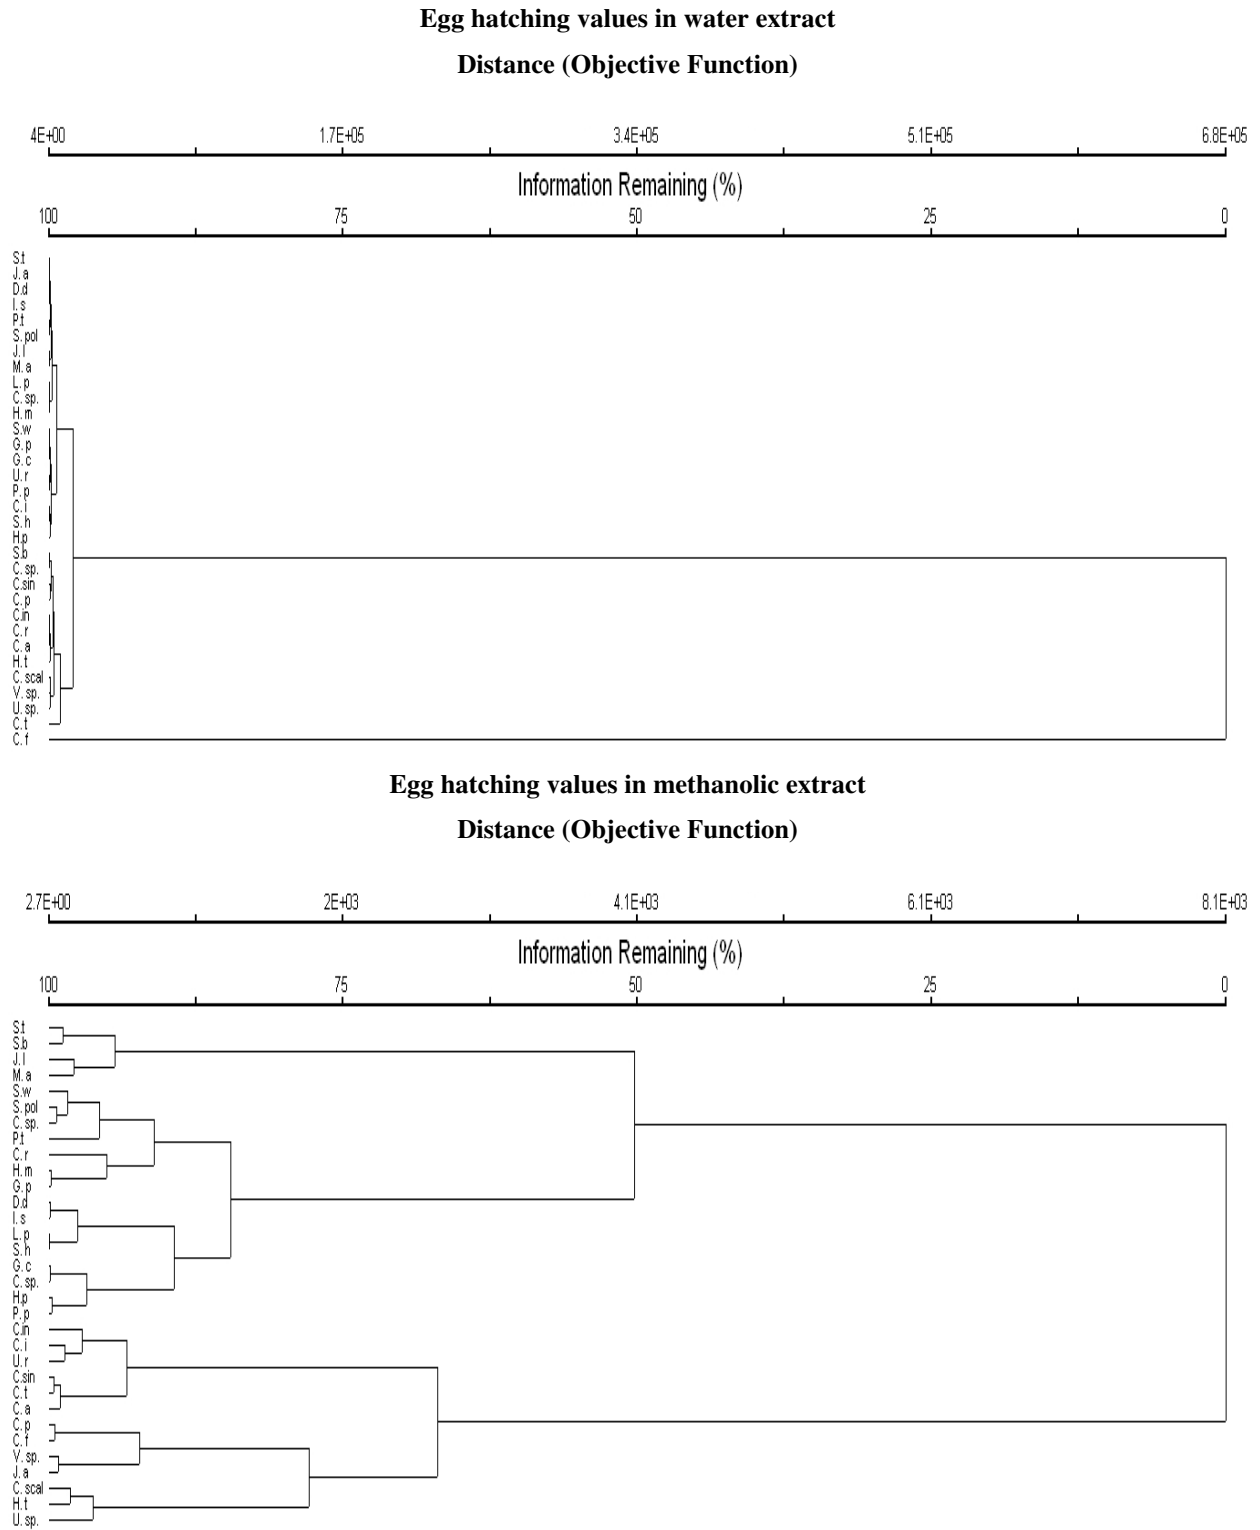 Egg hatching values in water extract
Distance (Objective Function)
4E+00 1.7E+05 3.4E+05 5.1E+05 6.8E+05
Information Remaining (%)
100 75 50 25 0
S.t
J.a
D.d
I.s
P.t
S.pol
J.l
M.a
L.p
C.sp.
H.m
S.w
G.p
G.c
U.r
P.p
C.i
S.h
H.p
S.b
C.sp.
C.sin
C.p
C.in
C.r
C.a
H.t
C.scal
V.sp.
U.sp.
C.t
C.f
Egg hatching values in methanolic extract
Distance (Objective Function)
2.7E+00 2E+03 4.1E+03 6.1E+03 8.1E+03
Information Remaining (%)
100 75 50 25 0
S.t
S.b
J.l
M.a
S.w
S.pol
C.sp.
P.t
C.r
H.m
G.p
D.d
I.s
L.p
S.h
G.c
C.sp.
H.p
P.p
C.in
C.i
U.r
C.sin
C.t
C.a
C.p
C.f
V.sp.
J.a
C.scal
H.t
U.sp.